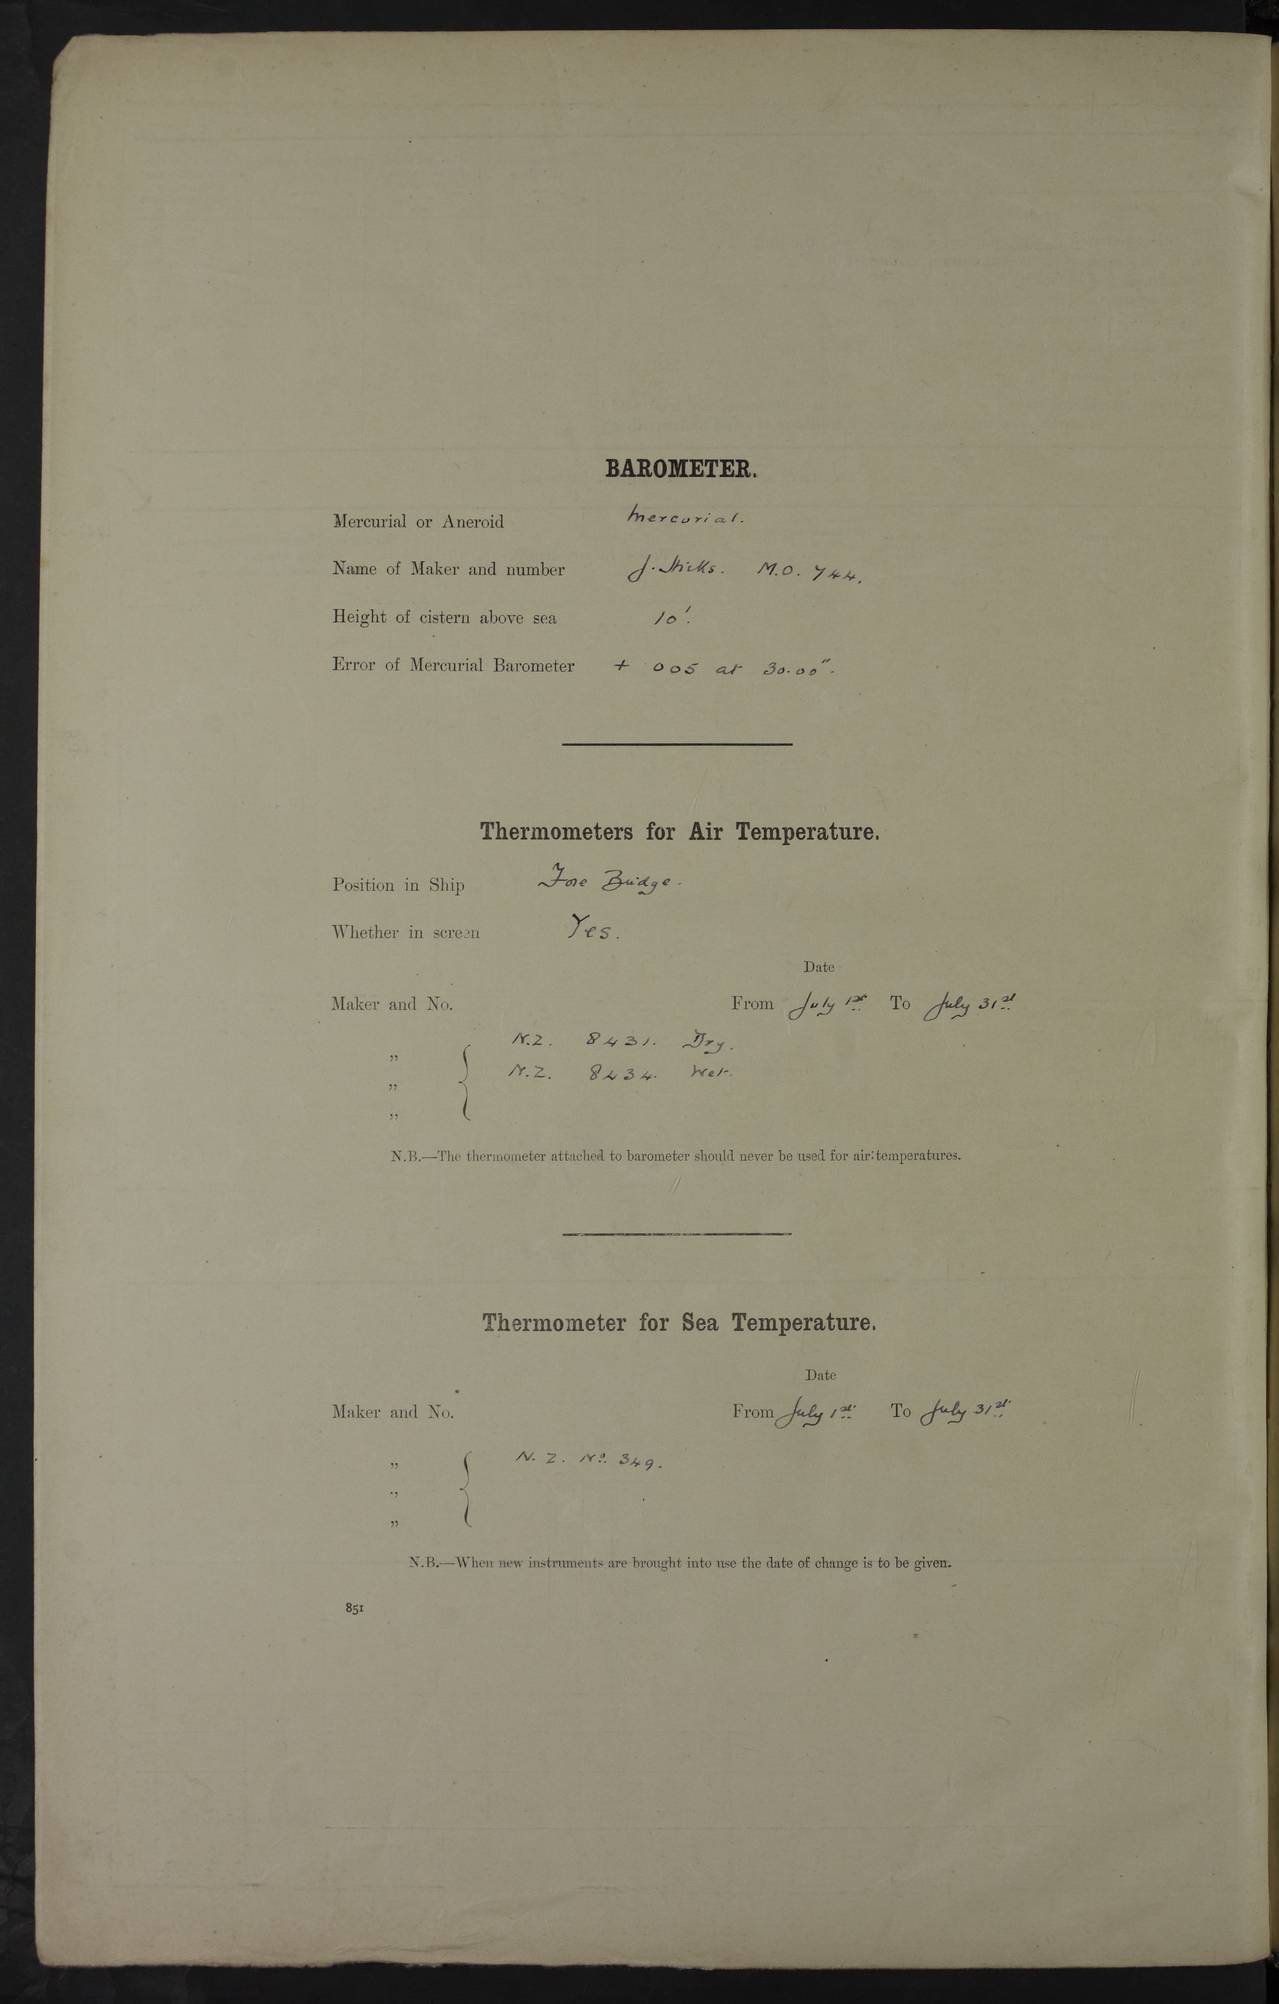 BAROMETER.
Mercurial or Aneroid Mercurial.
Name of Maker and number J. Hicks. M.O. 744.
Height of cistern above sea 10'.
Error of Mercurial Barometer + 005 at 30.00".
Thermometers for Air Temperature.
Position in Ship Fore Bridge.
Whether in screen Yes.
Date
Maker and No. From July 1st To July 31st
" N.Z. 8431. Dry.
" N.Z. 8434. Wet.
"
N.B.—The thermometer attached to barometer should never be used for air temperatures.
Thermometer for Sea Temperature.
Date
Maker and No. From July 1st To July 31st
" N.Z. No. 349.
"
"
N.B.—When new instruments are brought into use the date of change is to be given.
851